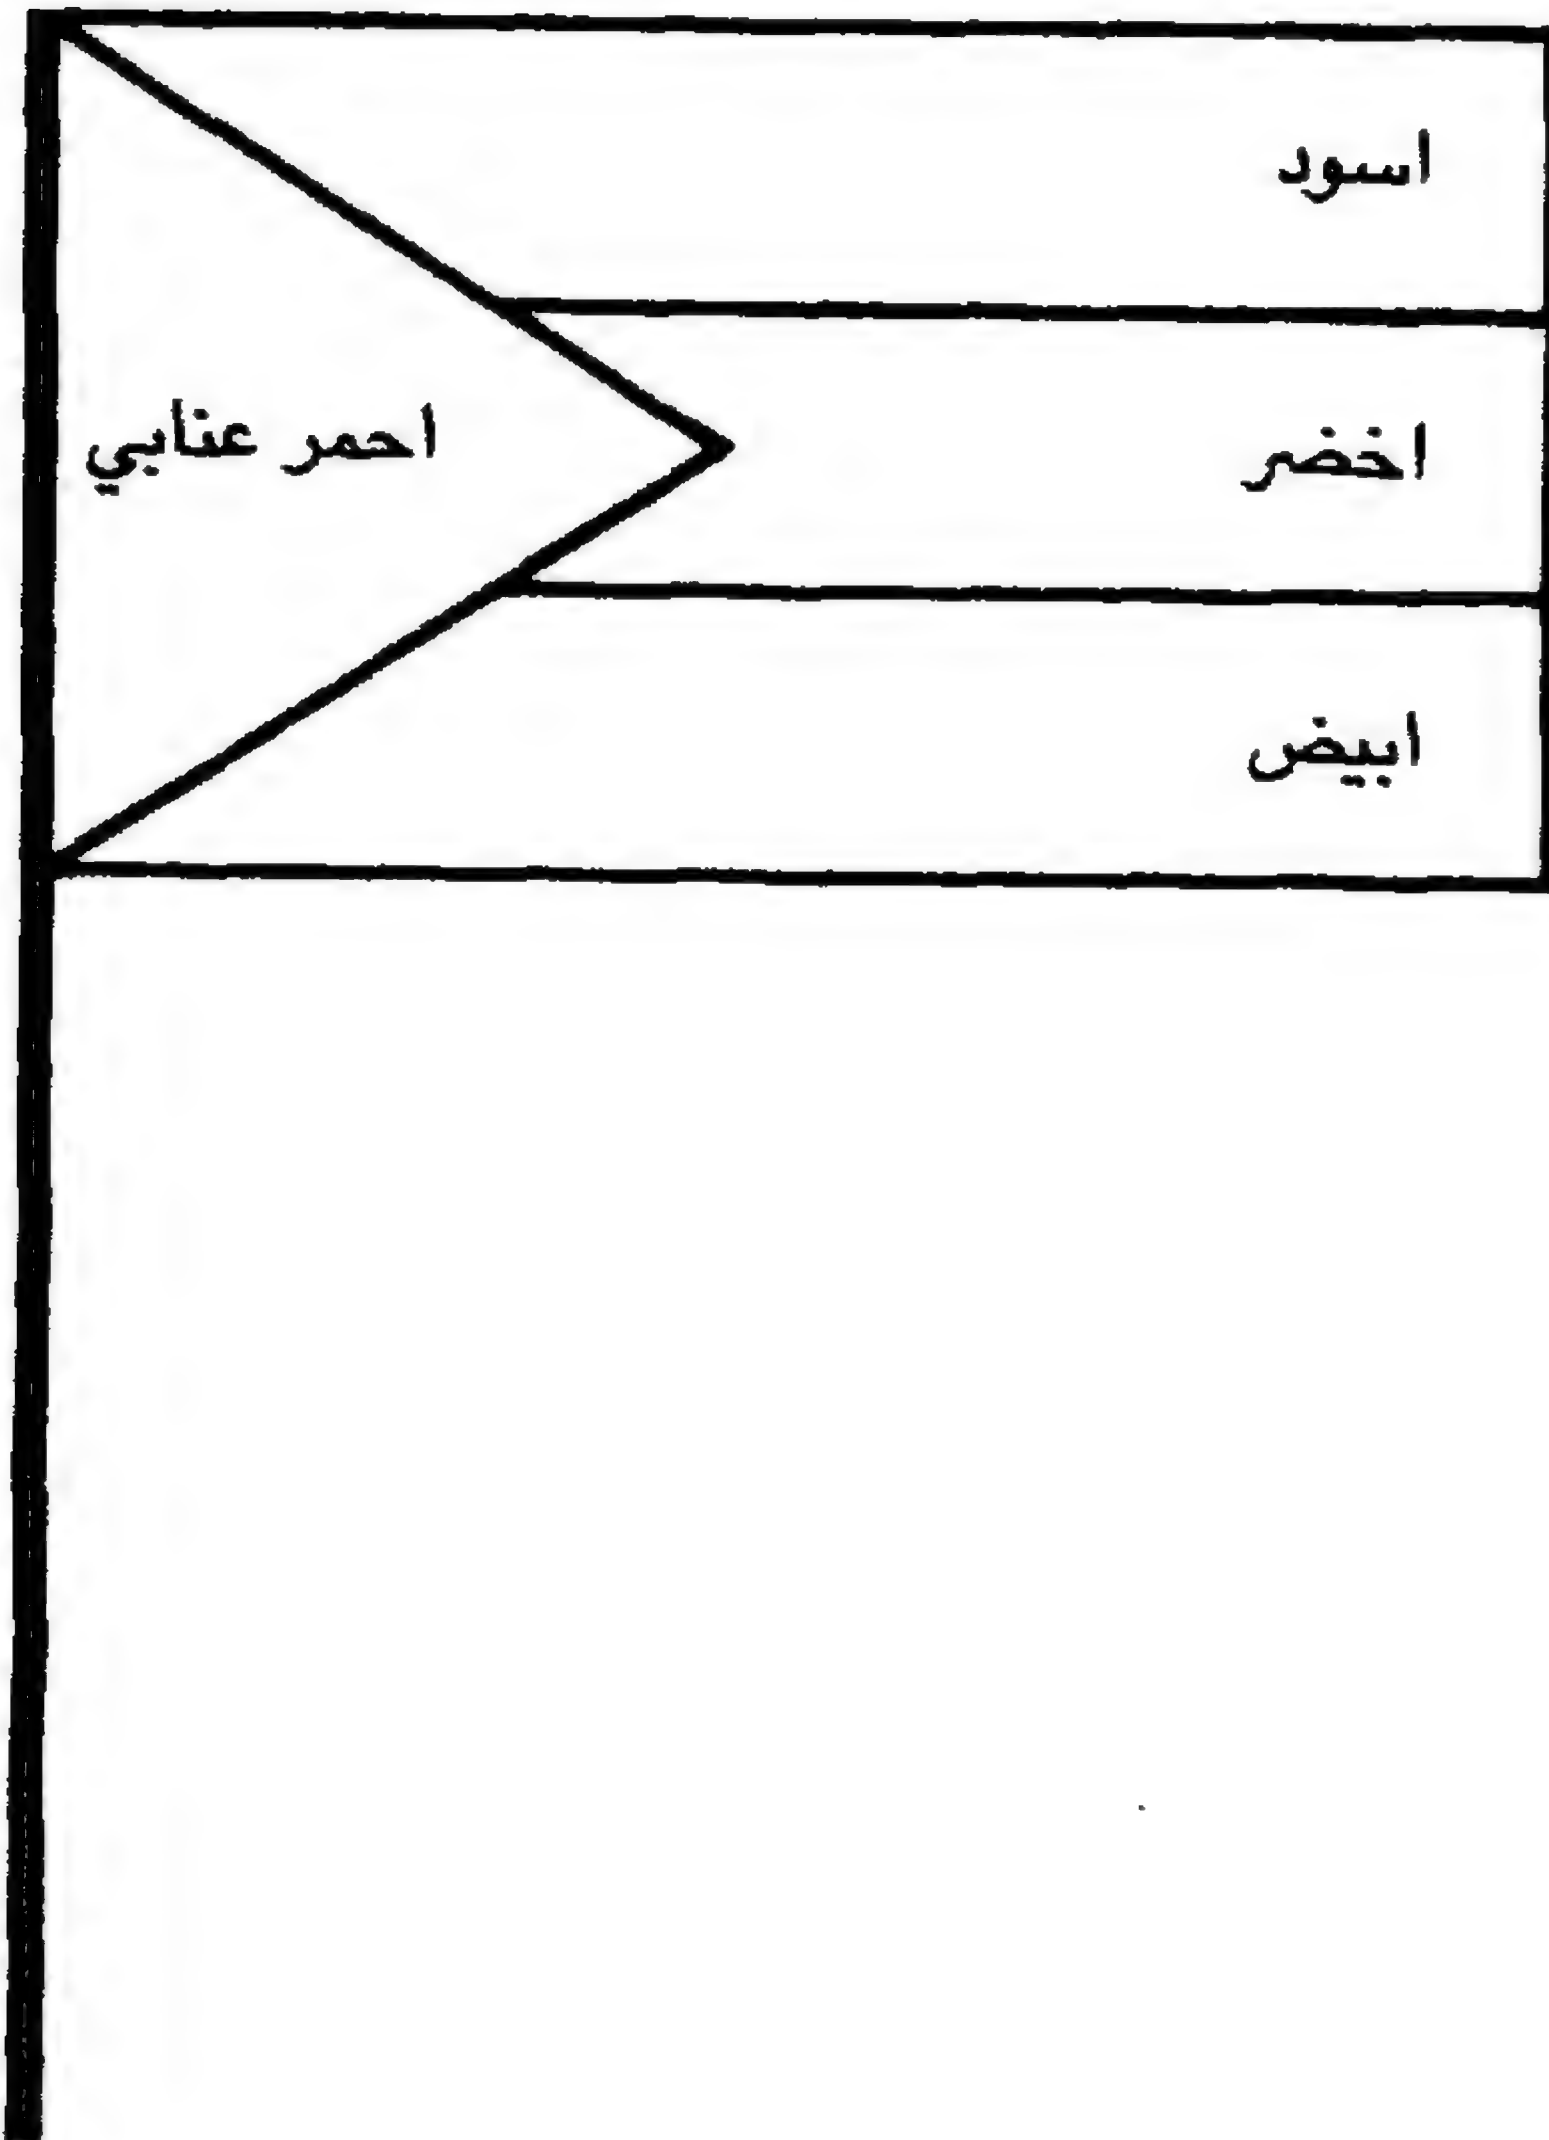 اسود
احمر عنابي
اخضر
ابيض